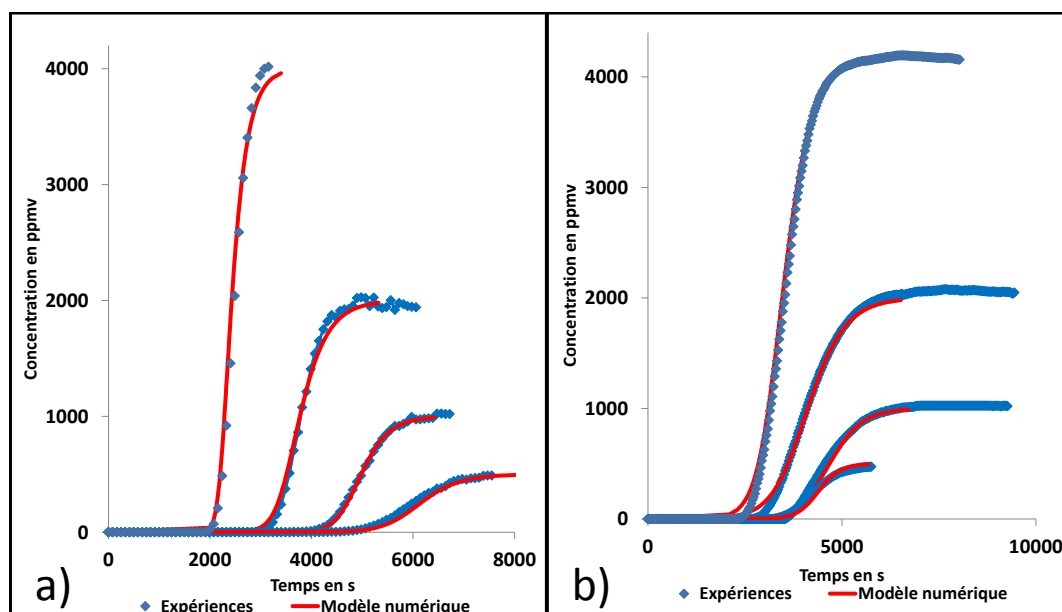 4000
3000
2000
1000
0
Concentration en ppmv
0
2000
4000
6000
8000
Temps en s
a)
Expériences
Modèle numérique
4000
3000
2000
1000
0
Concentration en ppmv
0
5000
10000
Temps en s
b)
Expériences
Modèle numérique